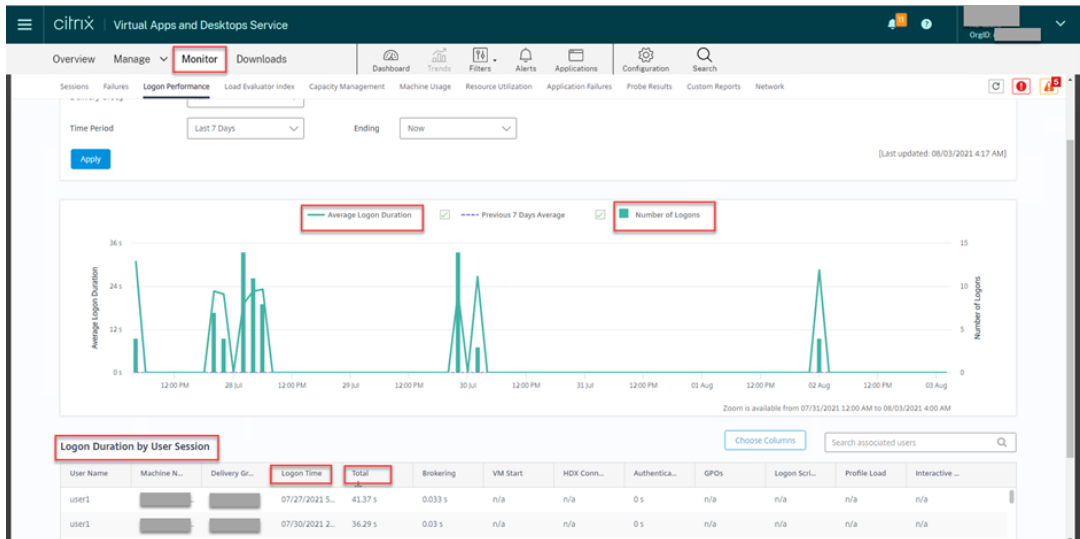 citrix | Virtual Apps and Desktops Service
11
OrgID:
Overview Manage Monitor Downloads
Dashboard Trends Filters Alerts Applications Configuration Search
Sessions Failures Logon Performance Load Evaluator Index Capacity Management Machine Usage Resource Utilization Application Failures Probe Results Custom Reports Network
5
Time Period Last 7 Days Ending Now
Apply
[Last updated: 08/03/2021 4:17 AM]
Average Logon Duration Previous 7 Days Average Number of Logons
36 s 15
24 s 10
12 s 5
0 s 0
Average Logon Duration
Number of Logons
12:00 PM 28 Jul 12:00 PM 29 Jul 12:00 PM 30 Jul 12:00 PM 31 Jul 12:00 PM 01 Aug 12:00 PM 02 Aug 12:00 PM 03 Aug
Zoom is available from 07/31/2021 12:00 AM to 08/03/2021 4:00 AM
Logon Duration by User Session
Choose Columns
Search associated users
User Name Machine N... Delivery Gr... Logon Time Total Brokering VM Start HDX Conn... Authentica... GPOs Logon Scri... Profile Load Interactive ...
user1 07/27/2021 5... 41.37 s 0.033 s n/a n/a 0 s n/a n/a n/a n/a
user1 07/30/2021 2... 36.29 s 0.03 s n/a n/a 0 s n/a n/a n/a n/a